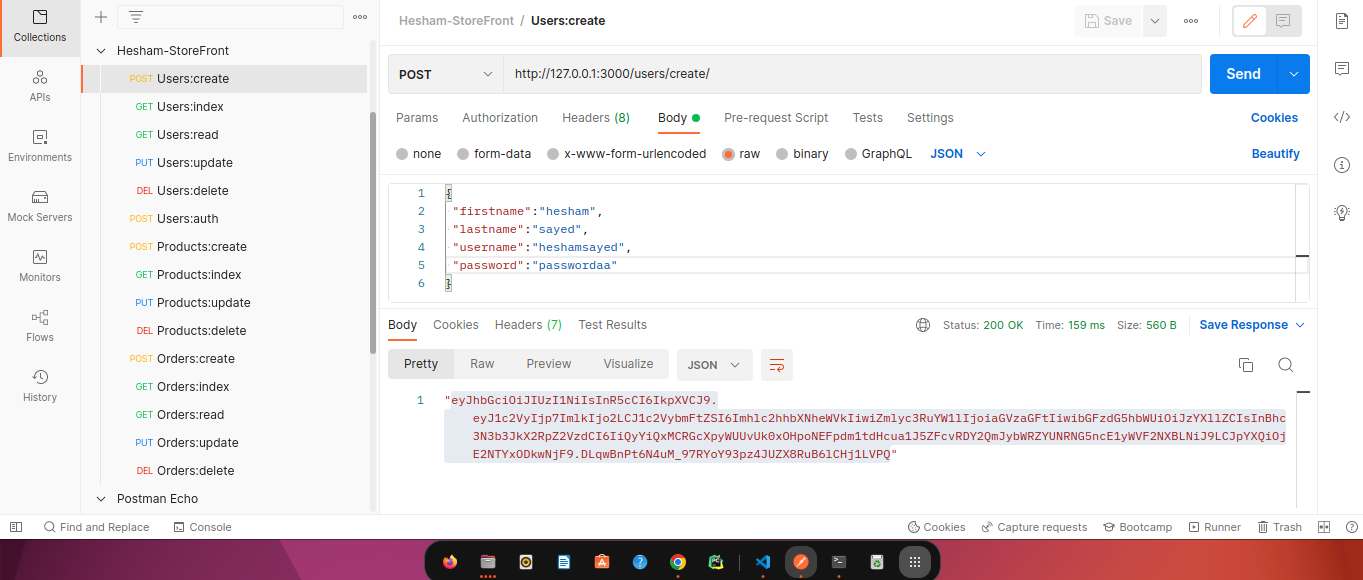 Collections
APIs
Environments
Mock Servers
Monitors
Flows
History
Hesham-StoreFront
POST Users:create
GET Users:index
GET Users:read
PUT Users:update
DEL Users:delete
POST Users:auth
POST Products:create
GET Products:index
PUT Products:update
DEL Products:delete
POST Orders:create
GET Orders:index
GET Orders:read
PUT Orders:update
DEL Orders:delete
Postman Echo
Hesham-StoreFront / Users:create
Save
POST http://127.0.0.1:3000/users/create/ Send
Params Authorization Headers (8) Body Pre-request Script Tests Settings Cookies
none form-data x-www-form-urlencoded raw binary GraphQL JSON Beautify
1 {
2 "firstname":"hesham",
3 "lastname":"sayed",
4 "username":"heshamsayed",
5 "password":"passwordaa"
6 }
Body Cookies Headers (7) Test Results Status: 200 OK Time: 159 ms Size: 560 B Save Response
Pretty Raw Preview Visualize JSON
1 "eyJhbGciOiJIUzI1NiIsInR5cCI6IkpXVCJ9.
eyJ1c2VyIjp7ImlkIjo2LCJ1c2VybmFtZSI6Imhlc2hhbXNheWVkIiwiZmlyc3RuYW1lIjoiaGVzaGFtIiwibGFzdG5hbWUiOiJzYXllZCIsInBhc
3N3b3JkX2RpZ2VzdCI6IiQyYiQxMCRGcXpyWUUvUk0xOHpoNEFpdm1tdHcua1J5ZFcvRDY2QmJybWRZYUNRNG5ncE1yWVF2NXBLNiJ9LCJpYXQiOj
E2NTYxODkwNjF9.DLqwBnPt6N4uM_97RYoY93pz4JUZX8RuB6lCHj1LVPQ"
Find and Replace Console Cookies Capture requests Bootcamp Runner Trash